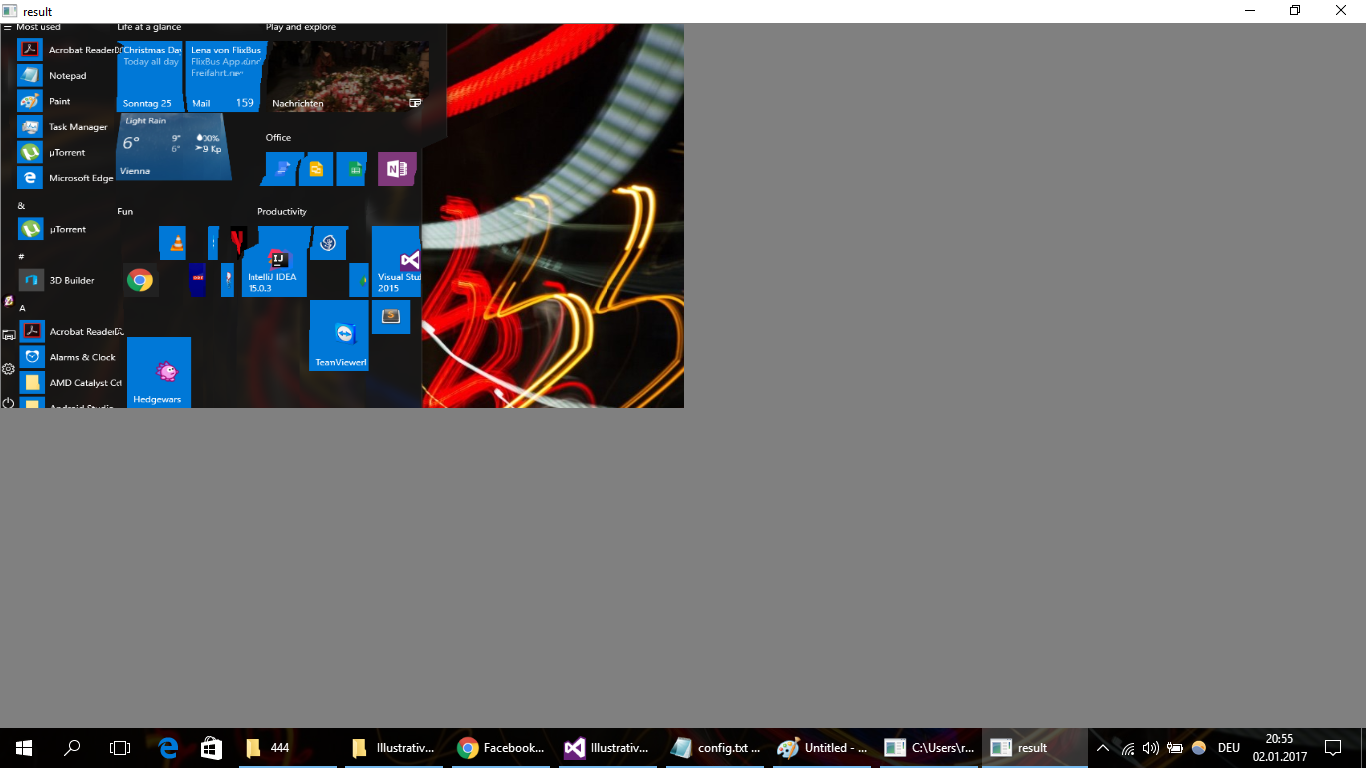 result
Most used
Life at a glance
Play and explore
Acrobat Reader
Christmas Day
Lena von FlixBus
Today all day
FlixBus App und
Freifahrt
Notepad
Paint
Sonntag 25
Mail
159
Nachrichten
Task Manager
Light Rain
6°
9°
6°
00%
9 Kp
Office
µTorrent
Vienna
Microsoft Edge
&
Fun
Productivity
µTorrent
#
3D Builder
IJ
IntelliJ IDEA
15.0.3
Visual Stu
2015
A
S
Acrobat Reader
Alarms & Clock
TeamViewer
AMD Catalyst
Android Studio
Hedgewars
444
Illustrativ...
Facebook...
Illustrativ...
config.txt ...
Untitled - ...
C:\Users\r...
result
DEU
20:55
02.01.2017